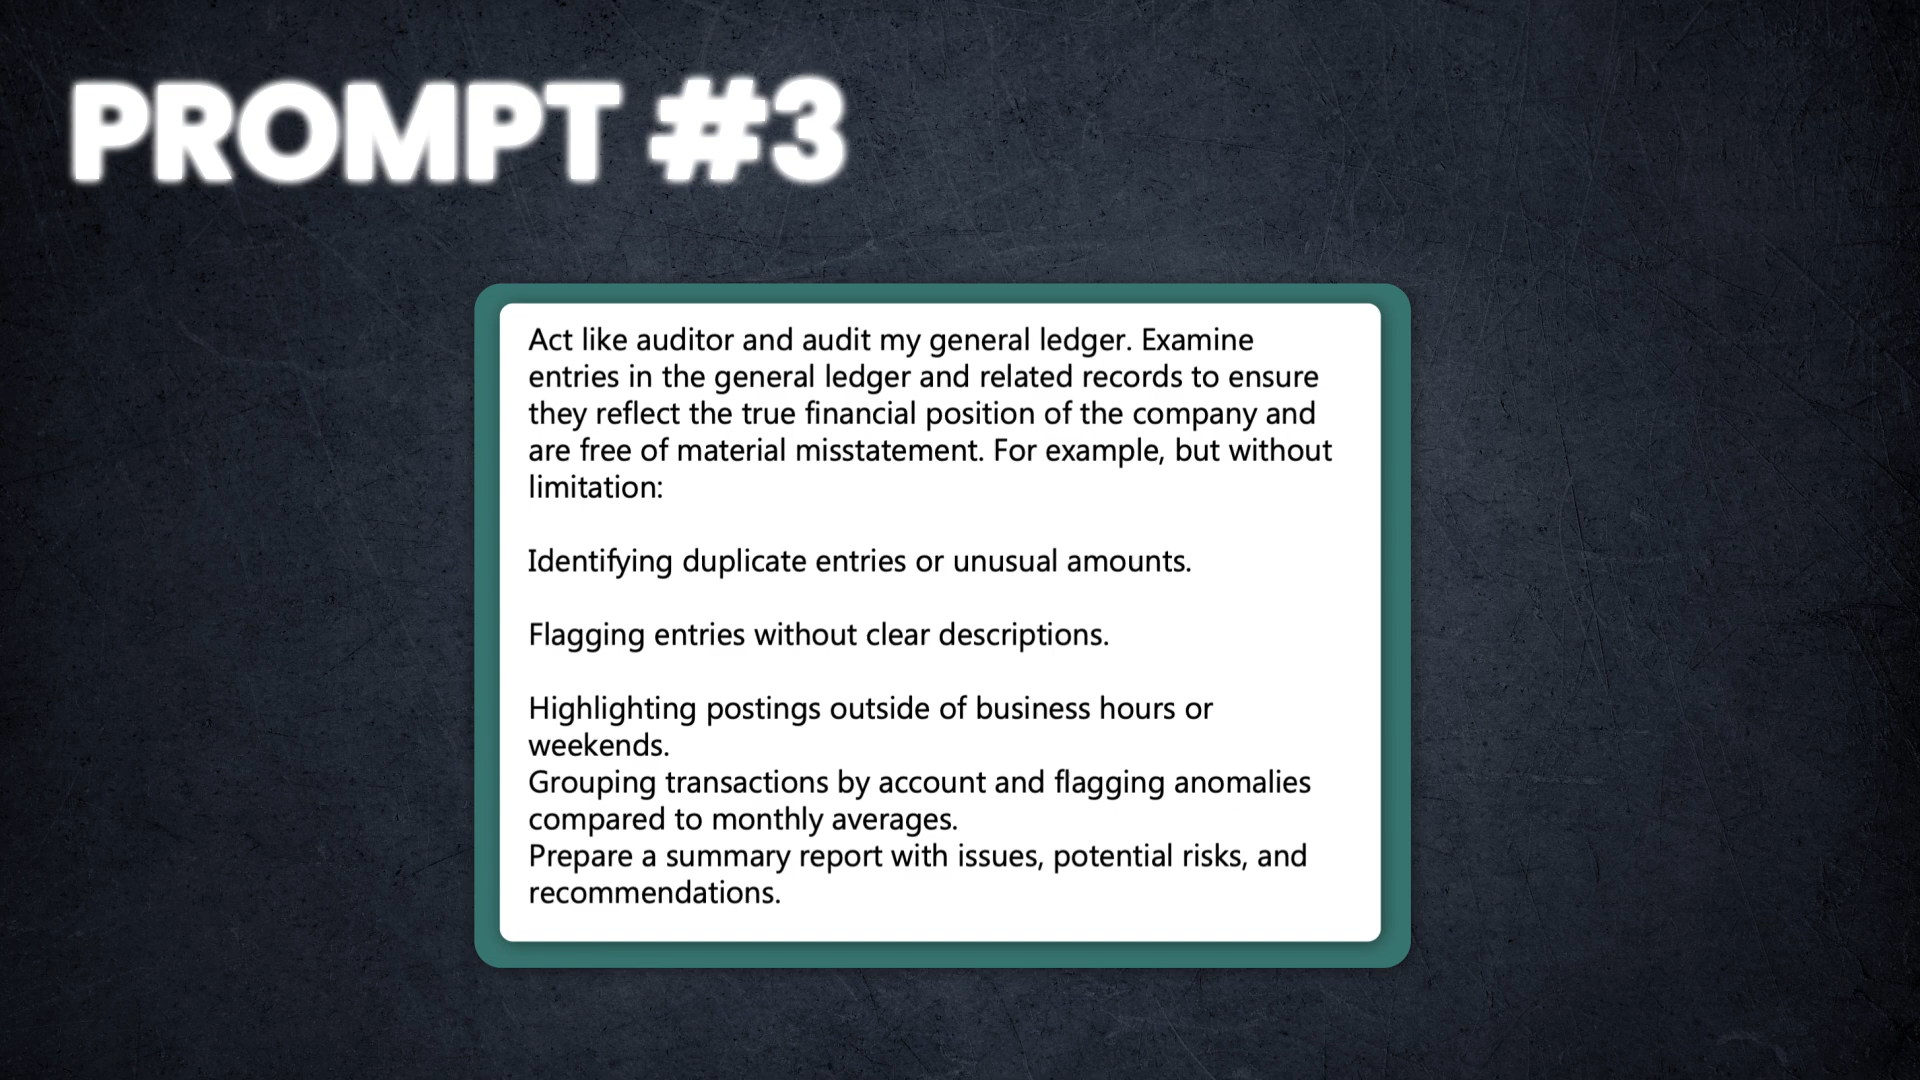 PROMPT #3
Act like auditor and audit my general ledger. Examine
entries in the general ledger and related records to ensure
they reflect the true financial position of the company and
are free of material misstatement. For example, but without
limitation:
Identifying duplicate entries or unusual amounts.
Flagging entries without clear descriptions.
Highlighting postings outside of business hours or
weekends.
Grouping transactions by account and flagging anomalies
compared to monthly averages.
Prepare a summary report with issues, potential risks, and
recommendations.